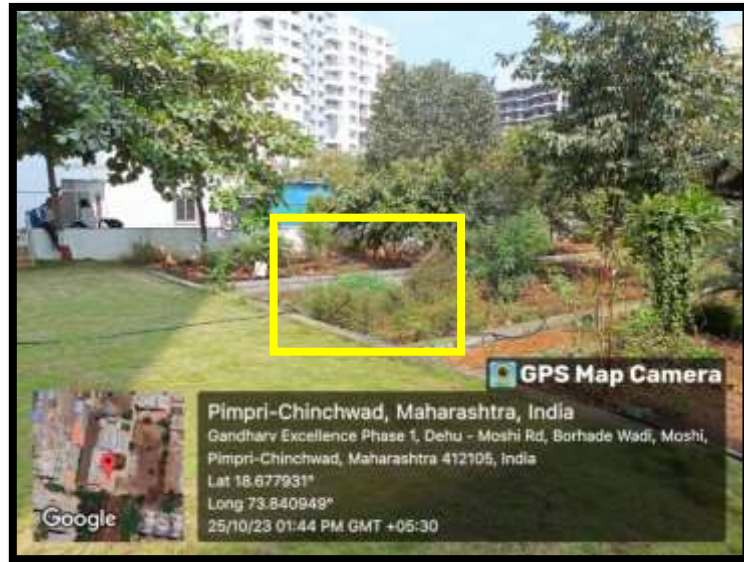 GPS Map Camera
Pimpri-Chinchwad, Maharashtra, India
Gandharv Excellence Phase 1, Dehu - Moshi Rd, Borhade Wadi, Moshi,
Pimpri-Chinchwad, Maharashtra 412105, India
Lat 18.677931°
Long 73.840949°
25/10/23 01:44 PM GMT +05:30
Google